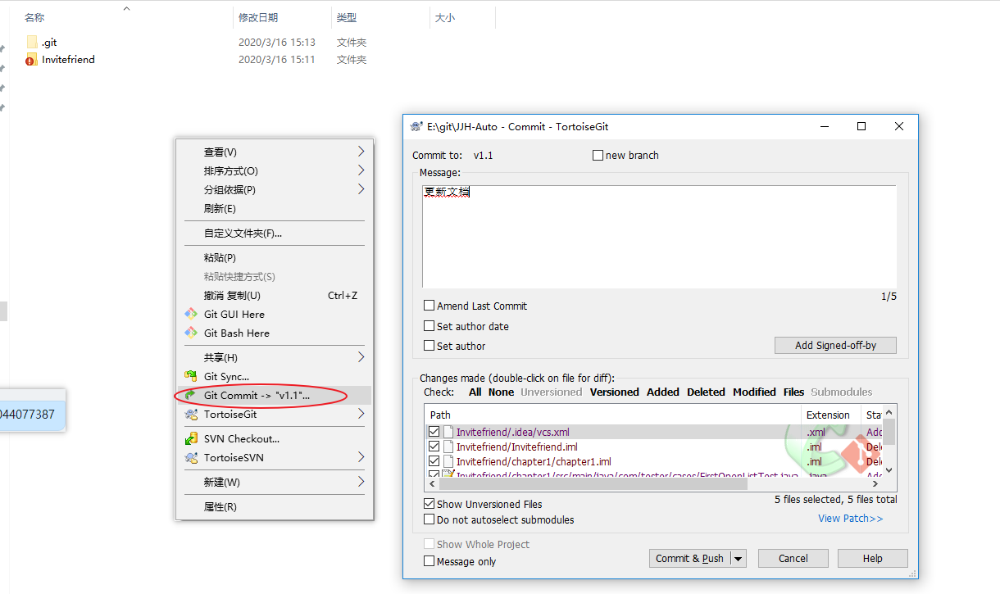 名称 修改日期 类型 大小
.git 2020/3/16 15:13 文件夹
Invitefriend 2020/3/16 15:11 文件夹
查看(V)
排序方式(O)
分组依据(P)
刷新(E)
自定义文件夹(F)...
粘贴(P)
粘贴快捷方式(S)
撤消 复制(U) Ctrl+Z
Git GUI Here
Git Bash Here
共享(H)
Git Sync...
Git Commit -> "v1.1"...
TortoiseGit
SVN Checkout...
TortoiseSVN
新建(W)
属性(R)
044077387
E:\git\JJH-Auto - Commit - TortoiseGit
Commit to: v1.1 new branch
Message:
更新文档
1/5
Amend Last Commit
Set author date
Set author Add Signed-off-by
Changes made (double-click on file for diff):
Check: All None Unversioned Versioned Added Deleted Modified Files Submodules
Path Extension Sta
Invitefriend/.idea/vcs.xml .xml Add
Invitefriend/Invitefriend.iml .iml Del
Invitefriend/chapter1/chapter1.iml .iml Del
Invitefriend/chapter1/src/main/java/com/tester/cases/FirstOpenListTest.java .java Add
Show Unversioned Files 5 files selected, 5 files total
Do not autoselect submodules View Patch>>
Show Whole Project
Message only Commit & Push Cancel Help